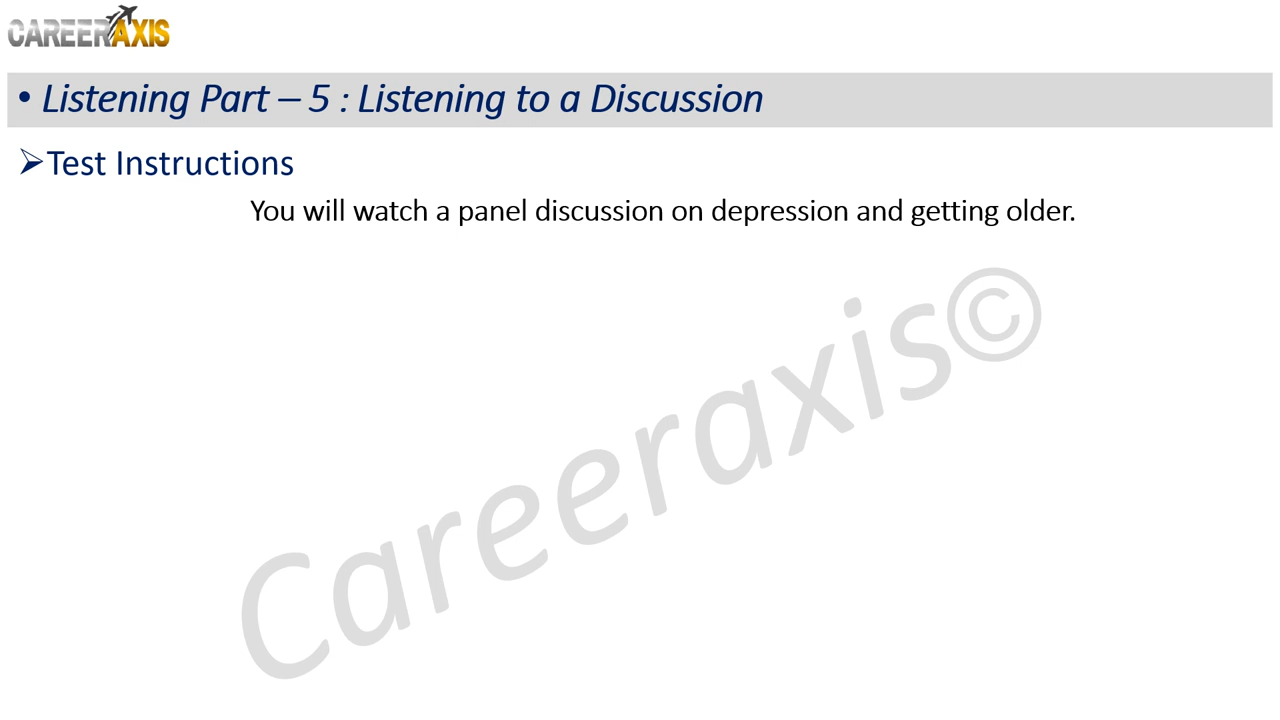 CAREERAXIS
• Listening Part – 5 : Listening to a Discussion
➢Test Instructions
You will watch a panel discussion on depression and getting older.
Careeraxis©